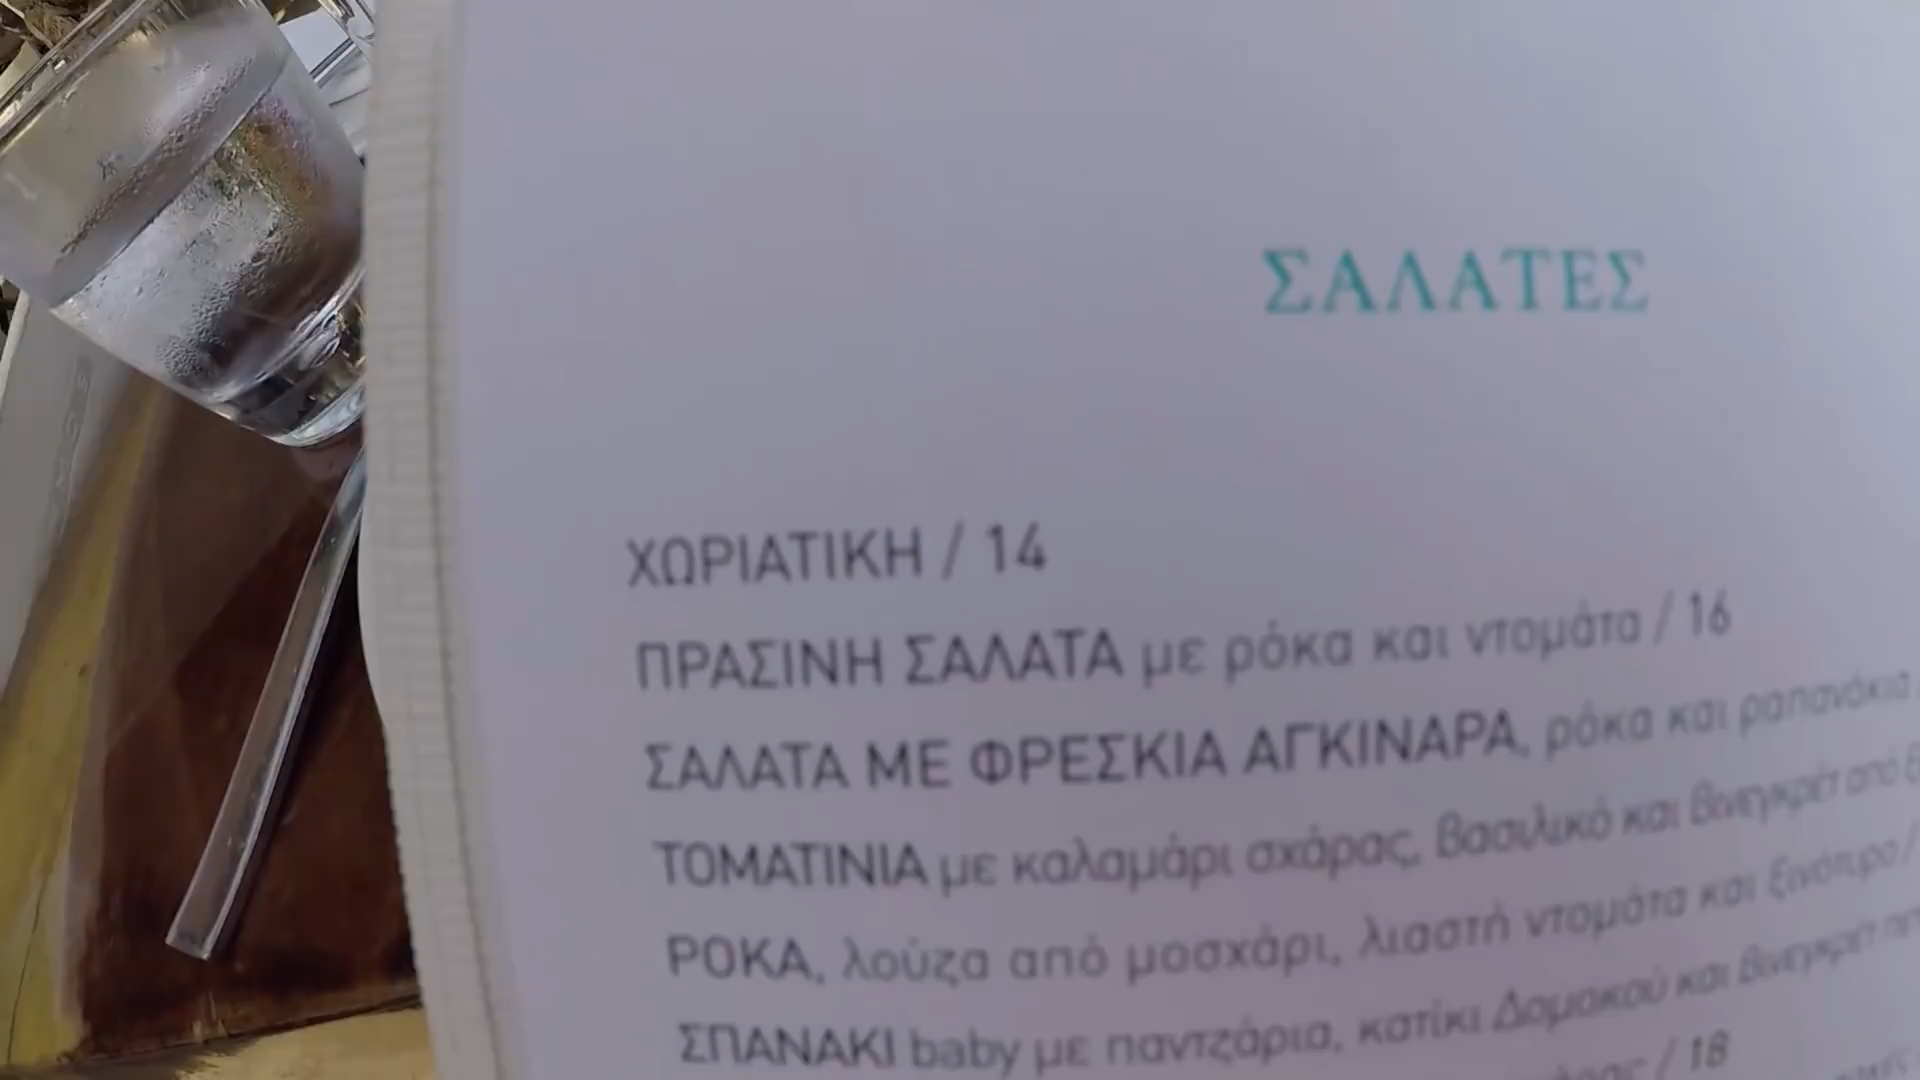 ΣΑΛΑΤΕΣ
ΧΩΡΙΑΤΙΚΗ / 14
ΠΡΑΣΙΝΗ ΣΑΛΑΤΑ με ρόκα και ντομάτα / 16
ΣΑΛΑΤΑ ΜΕ ΦΡΕΣΚΙΑ ΑΓΚΙΝΑΡΑ, ρόκα και ραπανάκια
ΤΟΜΑΤΙΝΙΑ με καλαμάρι σχάρας, βασιλικό και βινεγκρέτ από
ΡΟΚΑ, λούζα από μοσχάρι, λιαστή ντομάτα και ξινότυρο /
ΣΠΑΝΑΚΙ baby με παντζάρια, κατίκι Δομοκού και βινεγκρέτ
/ 18